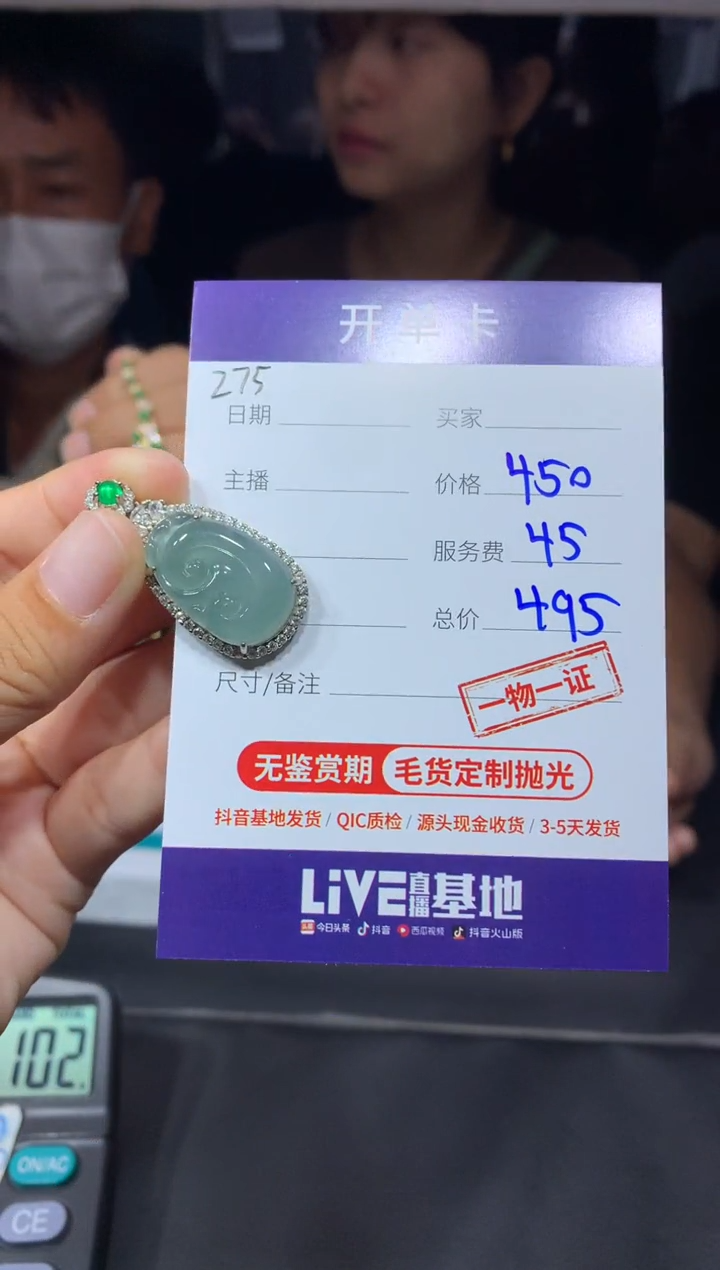 开单卡
275
日期 买家
主播 价格 450
服务费 45
总价 495
尺寸/备注
一物一证
无鉴赏期 毛货定制抛光
抖音基地发货 / QIC质检 / 源头现金收货 / 3-5天发货
LiVE直播基地
头条 今日头条 抖音 西瓜视频 抖音火山版
102.
ON/AC
CE